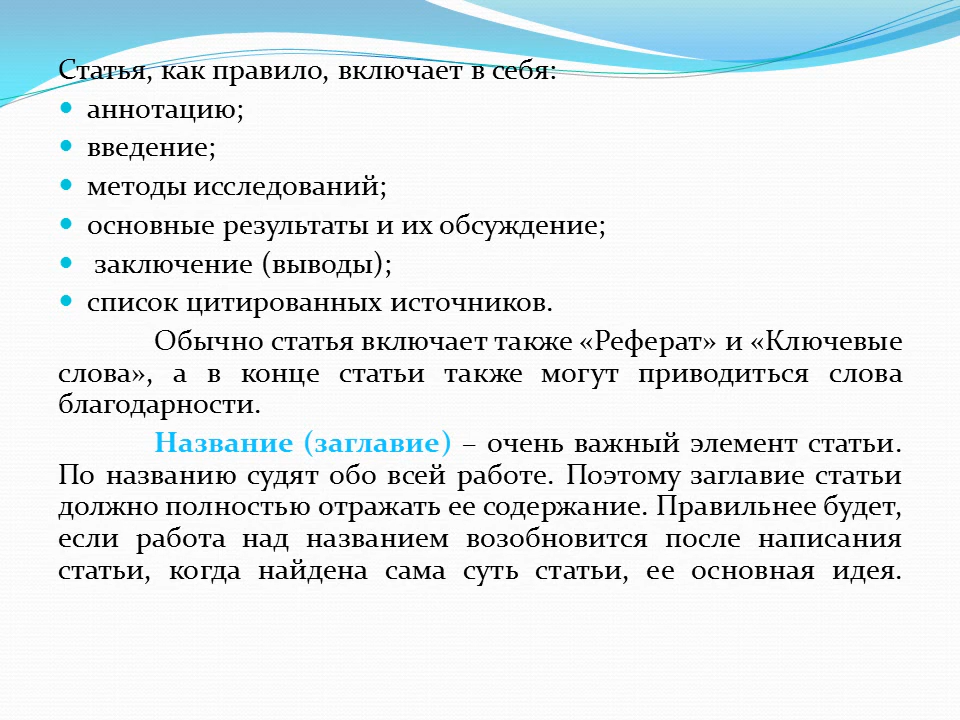 Статья, как правило, включает в себя:
• аннотацию;
• введение;
• методы исследований;
• основные результаты и их обсуждение;
• заключение (выводы);
• список цитированных источников.
Обычно статья включает также «Реферат» и «Ключевые
слова», а в конце статьи также могут приводиться слова
благодарности.
Название (заглавие) – очень важный элемент статьи.
По названию судят обо всей работе. Поэтому заглавие статьи
должно полностью отражать ее содержание. Правильнее будет,
если работа над названием возобновится после написания
статьи, когда найдена сама суть статьи, ее основная идея.